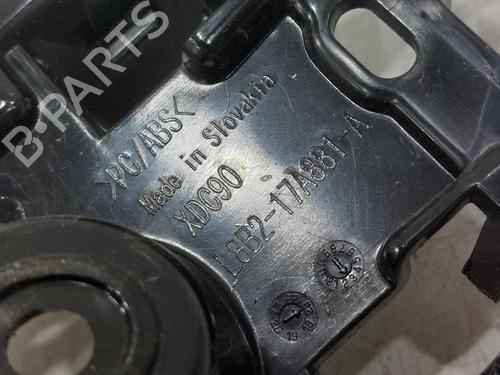 B-PARTS
>PC/ABS<
Made in Slovakia
XDC90
L8B2-17A881-A